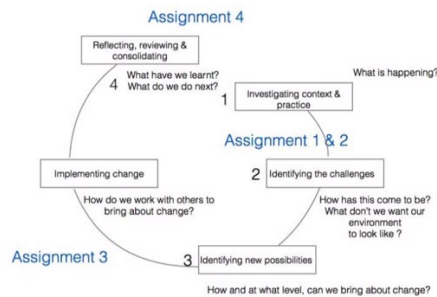 Assignment 4
Reflecting, reviewing &
consolidating
What have we learnt?
What do we do next?
4
What is happening?
1
Investigating context &
practice
Assignment 1 & 2
2
Identifying the challenges
How has this come to be?
What don't we want our
environment
to look like ?
Implementing change
How do we work with others to
bring about change?
Assignment 3
3
Identifying new possibilities
How and at what level, can we bring about change?